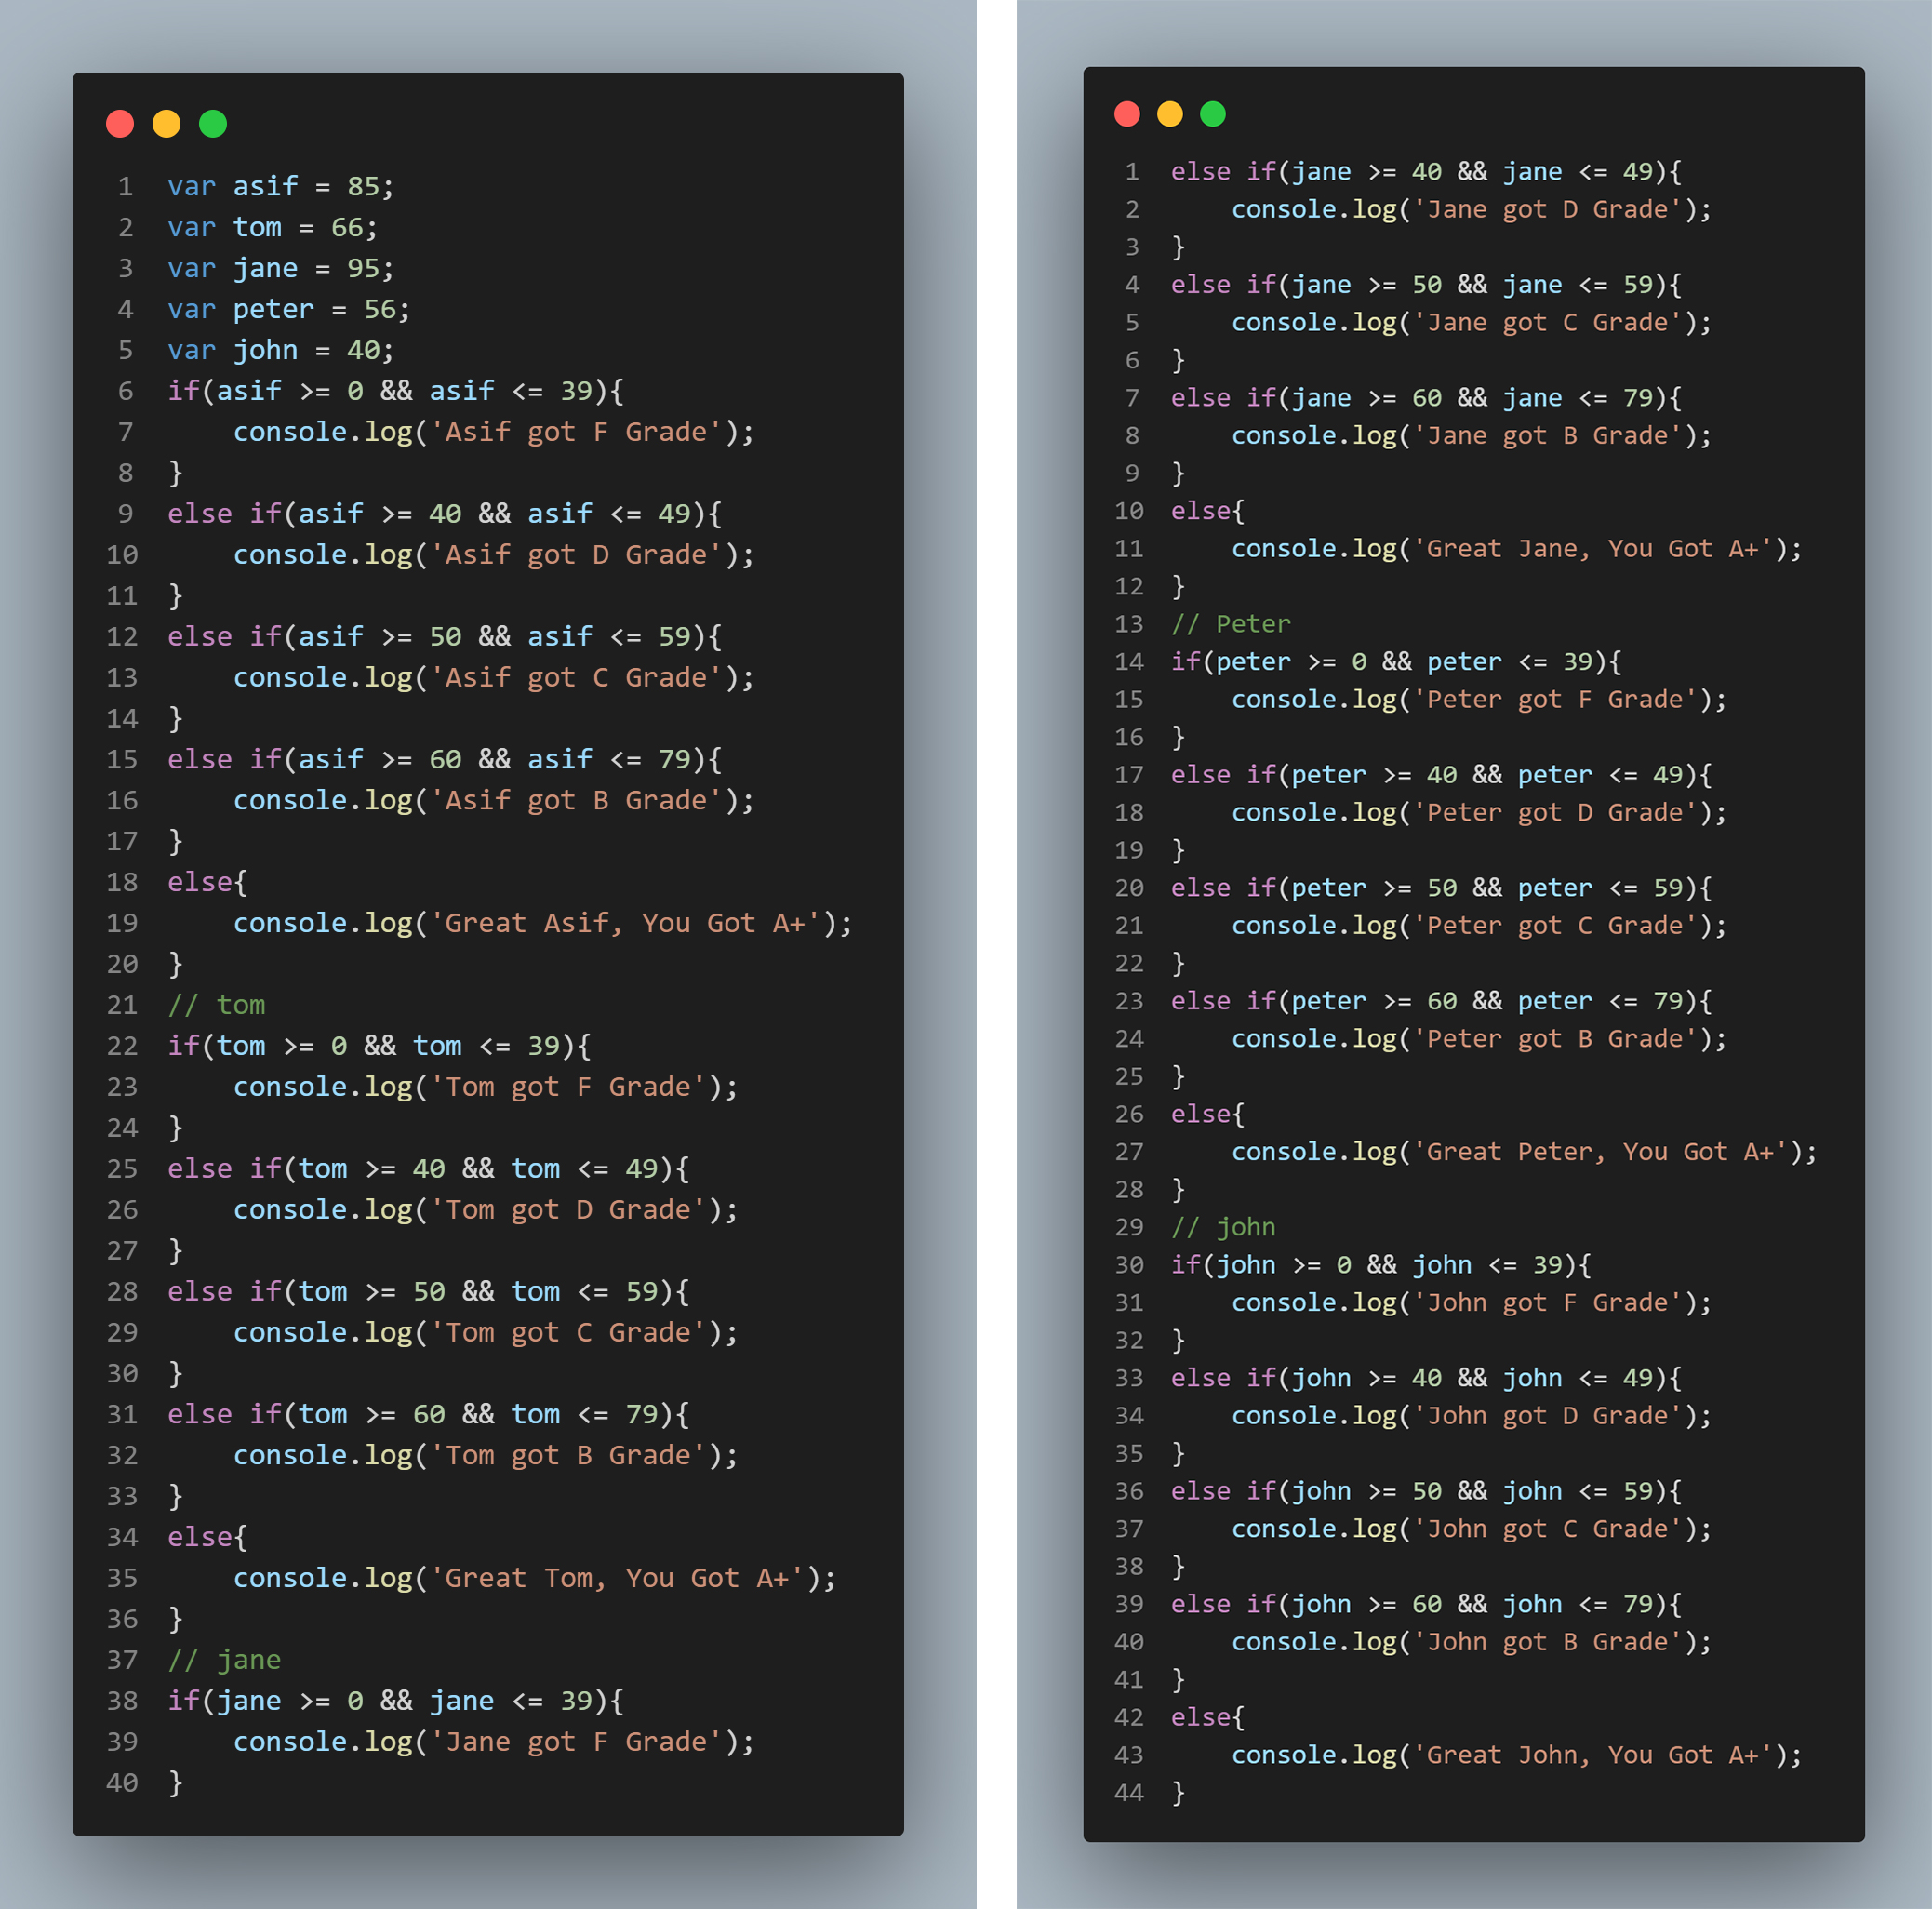 1 var asif = 85;
2 var tom = 66;
3 var jane = 95;
4 var peter = 56;
5 var john = 40;
6 if(asif >= 0 && asif <= 39){
7     console.log('Asif got F Grade');
8 }
9 else if(asif >= 40 && asif <= 49){
10     console.log('Asif got D Grade');
11 }
12 else if(asif >= 50 && asif <= 59){
13     console.log('Asif got C Grade');
14 }
15 else if(asif >= 60 && asif <= 79){
16     console.log('Asif got B Grade');
17 }
18 else{
19     console.log('Great Asif, You Got A+');
20 }
21 // tom
22 if(tom >= 0 && tom <= 39){
23     console.log('Tom got F Grade');
24 }
25 else if(tom >= 40 && tom <= 49){
26     console.log('Tom got D Grade');
27 }
28 else if(tom >= 50 && tom <= 59){
29     console.log('Tom got C Grade');
30 }
31 else if(tom >= 60 && tom <= 79){
32     console.log('Tom got B Grade');
33 }
34 else{
35     console.log('Great Tom, You Got A+');
36 }
37 // jane
38 if(jane >= 0 && jane <= 39){
39     console.log('Jane got F Grade');
40 }
1 else if(jane >= 40 && jane <= 49){
2     console.log('Jane got D Grade');
3 }
4 else if(jane >= 50 && jane <= 59){
5     console.log('Jane got C Grade');
6 }
7 else if(jane >= 60 && jane <= 79){
8     console.log('Jane got B Grade');
9 }
10 else{
11     console.log('Great Jane, You Got A+');
12 }
13 // Peter
14 if(peter >= 0 && peter <= 39){
15     console.log('Peter got F Grade');
16 }
17 else if(peter >= 40 && peter <= 49){
18     console.log('Peter got D Grade');
19 }
20 else if(peter >= 50 && peter <= 59){
21     console.log('Peter got C Grade');
22 }
23 else if(peter >= 60 && peter <= 79){
24     console.log('Peter got B Grade');
25 }
26 else{
27     console.log('Great Peter, You Got A+');
28 }
29 // john
30 if(john >= 0 && john <= 39){
31     console.log('John got F Grade');
32 }
33 else if(john >= 40 && john <= 49){
34     console.log('John got D Grade');
35 }
36 else if(john >= 50 && john <= 59){
37     console.log('John got C Grade');
38 }
39 else if(john >= 60 && john <= 79){
40     console.log('John got B Grade');
41 }
42 else{
43     console.log('Great John, You Got A+');
44 }